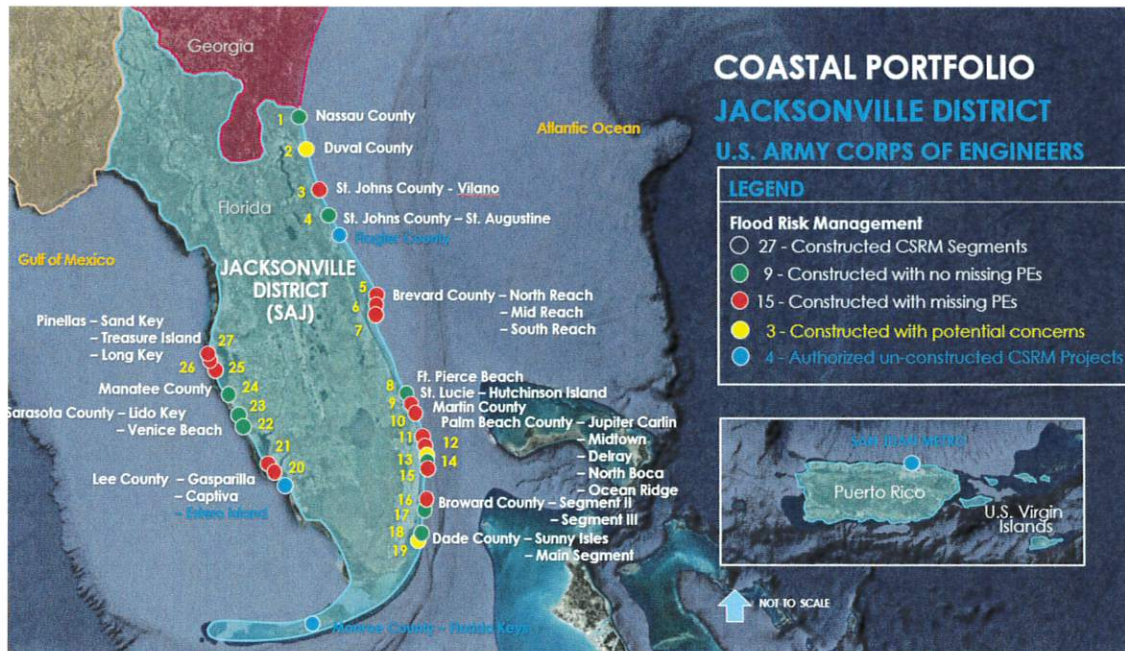 Georgia
COASTAL PORTFOLIO
JACKSONVILLE DISTRICT
U.S. ARMY CORPS OF ENGINEERS
Atlantic Ocean
1 Nassau County
2 Duval County
3 St. Johns County - Vilano
4 St. Johns County – St. Augustine
Florida
Flagler County
Gulf of Mexico
JACKSONVILLE
DISTRICT
(SAJ)
5 Brevard County – North Reach
6 – Mid Reach
7 – South Reach
Pinellas – Sand Key
– Treasure Island
– Long Key
27
26 25
Manatee County 24
Sarasota County – Lido Key 23
– Venice Beach 22
21
Lee County – Gasparilla 20
– Captiva
– Estero Island
Ft. Pierce Beach
8 St. Lucie – Hutchinson Island
9 Martin County
10 Palm Beach County – Jupiter Carlin
11 12 – Midtown
– Delray
13 14 – North Boca
15 – Ocean Ridge
16 Broward County – Segment II
17 – Segment III
18 Dade County – Sunny Isles
19 – Main Segment
Monroe County – Florida Keys
LEGEND
Flood Risk Management
27 - Constructed CSRM Segments
9 - Constructed with no missing PEs
15 - Constructed with missing PEs
3 - Constructed with potential concerns
4 - Authorized un-constructed CSRM Projects
SAN JUAN METRO
Puerto Rico
U.S. Virgin
Islands
NOT TO SCALE